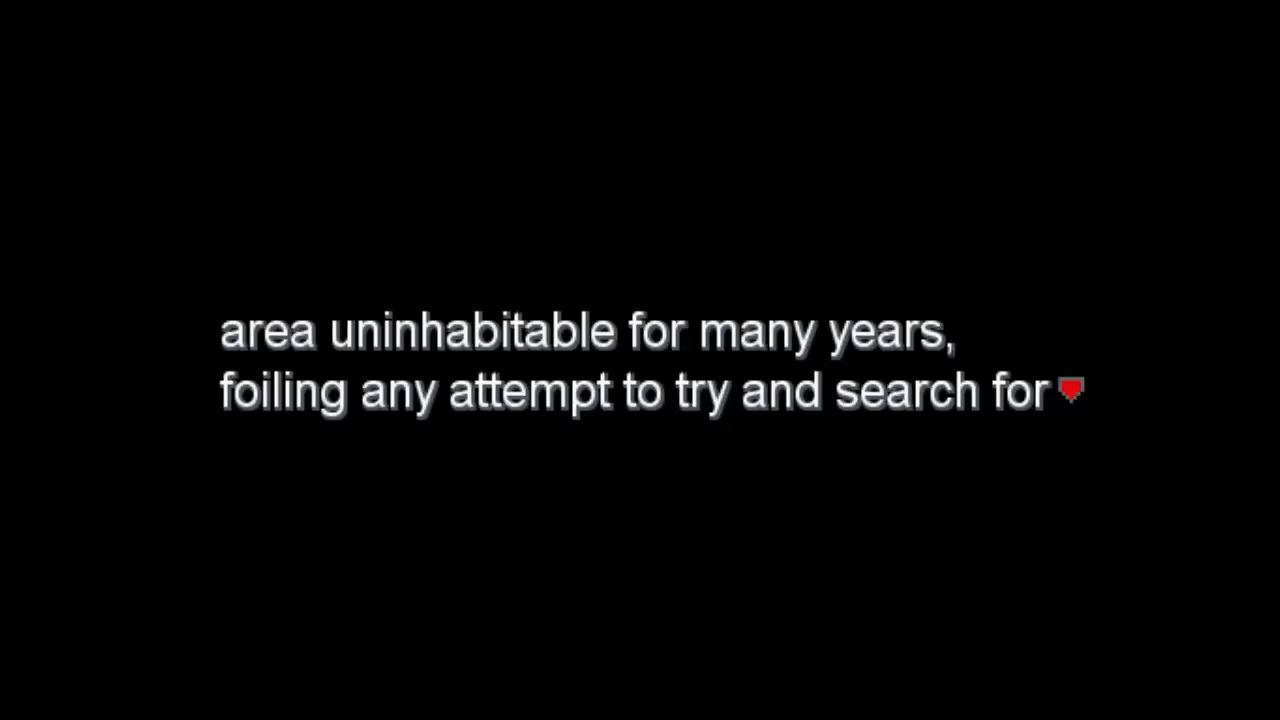 area uninhabitable for many years,
foiling any attempt to try and search for